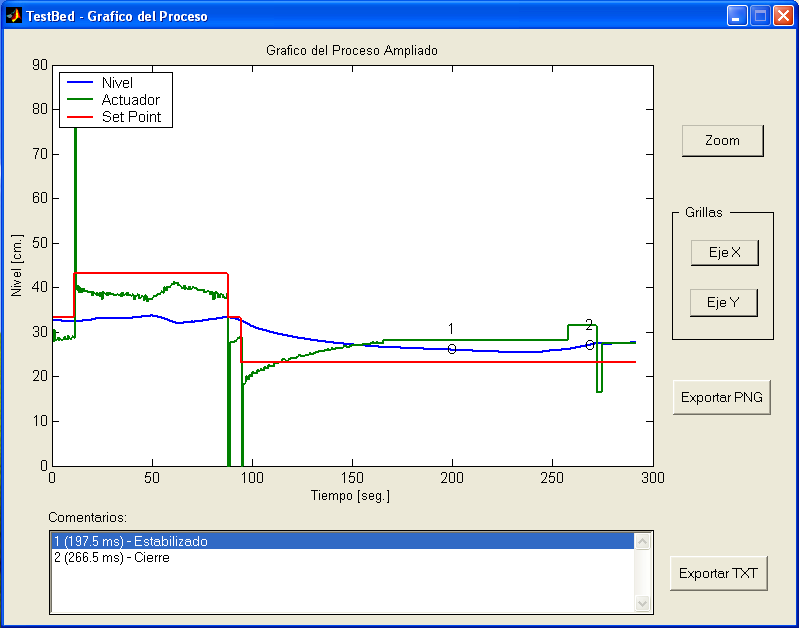 TestBed - Grafico del Proceso
Grafico del Proceso Ampliado
Nivel
Actuador
Set Point
90
80
70
60
50
40
30
20
10
0
Nivel [cm.]
1
2
0 50 100 150 200 250 300
Tiempo [seg.]
Zoom
Grillas
Eje X
Eje Y
Exportar PNG
Comentarios:
1 (197.5 ms) - Estabilizado
2 (266.5 ms) - Cierre
Exportar TXT